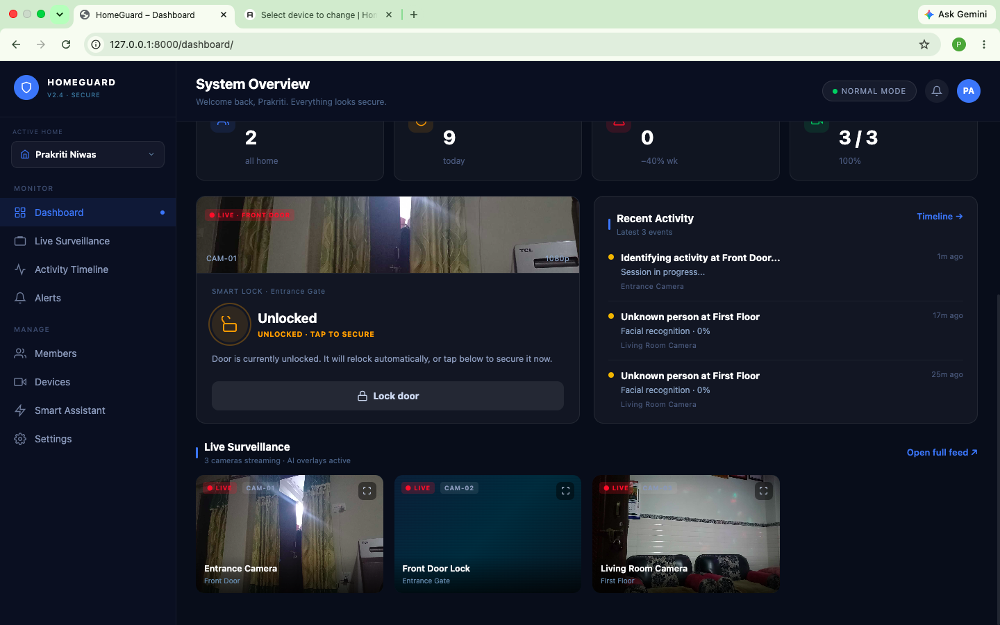 HomeGuard – Dashboard
Select device to change | Hom
Ask Gemini
127.0.0.1:8000/dashboard/
P
HOMEGUARD
V2.4 · SECURE
ACTIVE HOME
Prakriti Niwas
MONITOR
Dashboard
Live Surveillance
Activity Timeline
Alerts
MANAGE
Members
Devices
Smart Assistant
Settings
System Overview
Welcome back, Prakriti. Everything looks secure.
NORMAL MODE
PA
2
all home
9
today
0
−40% wk
3 / 3
100%
LIVE · FRONT DOOR
TCL
CAM-01
1080p
SMART LOCK · Entrance Gate
Unlocked
UNLOCKED · TAP TO SECURE
Door is currently unlocked. It will relock automatically, or tap below to secure it now.
Lock door
Recent Activity
Latest 3 events
Timeline →
Identifying activity at Front Door...
1m ago
Session in progress...
Entrance Camera
Unknown person at First Floor
17m ago
Facial recognition · 0%
Living Room Camera
Unknown person at First Floor
25m ago
Facial recognition · 0%
Living Room Camera
Live Surveillance
3 cameras streaming · AI overlays active
Open full feed ↗
LIVE
CAM-01
TCL
Entrance Camera
Front Door
LIVE
CAM-02
Front Door Lock
Entrance Gate
LIVE
Living Room Camera
First Floor